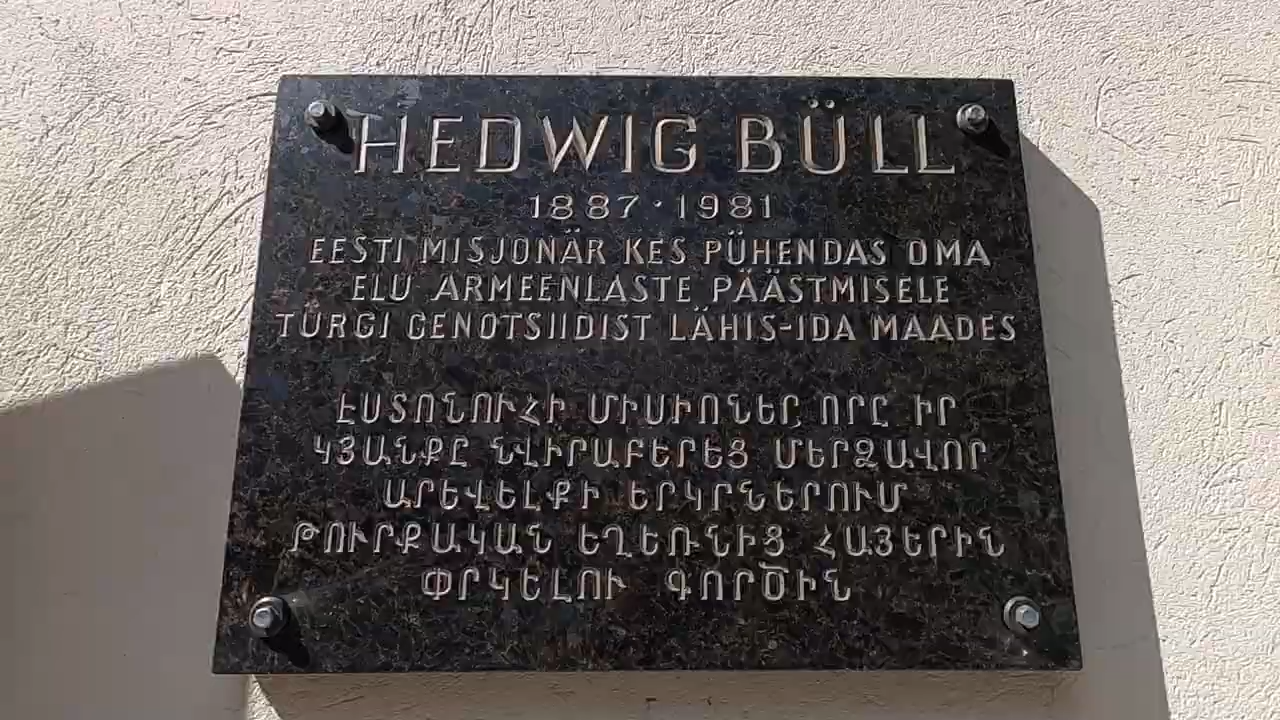 HEDWIG BÜLL
1887 · 1981
EESTI MISJONÄR KES PÜHENDAS OMA
ELU ARMEENLASTE PÄÄSTMISELE
TÜRGI GENOTSIIDIST LÄHIS-IDA MAADES
ԷՍՏՈՆՈՒՀԻ ՄԻՍԻՈՆԵՐ, ՈՐԸ ԻՐ
ԿՅԱՆՔԸ ՆՎԻՐԱԲԵՐԵՑ ՄԵՐՁԱՎՈՐ
ԱՐԵՎԵԼՔԻ ԵՐԿՐՆԵՐՈՒՄ
ԹՈՒՐՔԱԿԱՆ ԵՂԵՌՆԻՑ ՀԱՅԵՐԻՆ
ՓՐԿԵԼՈՒ ԳՈՐԾԻՆ